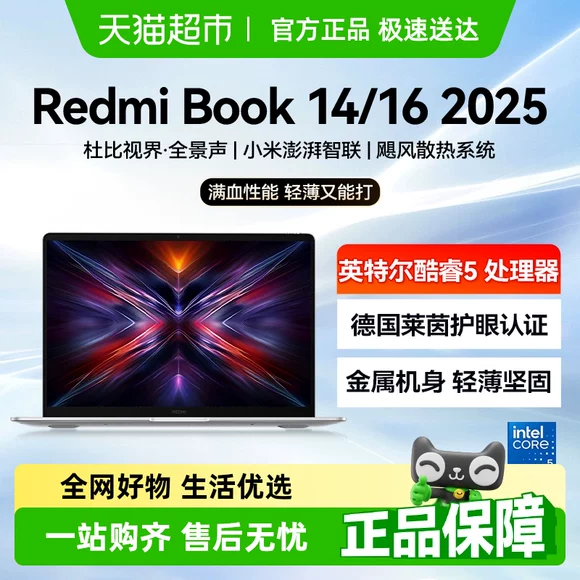 天猫超市 官方正品 极速送达
Redmi Book 14/16 2025
杜比视界·全景声 | 小米澎湃智联 | 飓风散热系统
满血性能 轻薄又能打
英特尔酷睿5 处理器
德国莱茵护眼认证
金属机身 轻薄坚固
REDMI
intel
CORE
5
全网好物 生活优选
一站购齐 售后无忧
正品保障